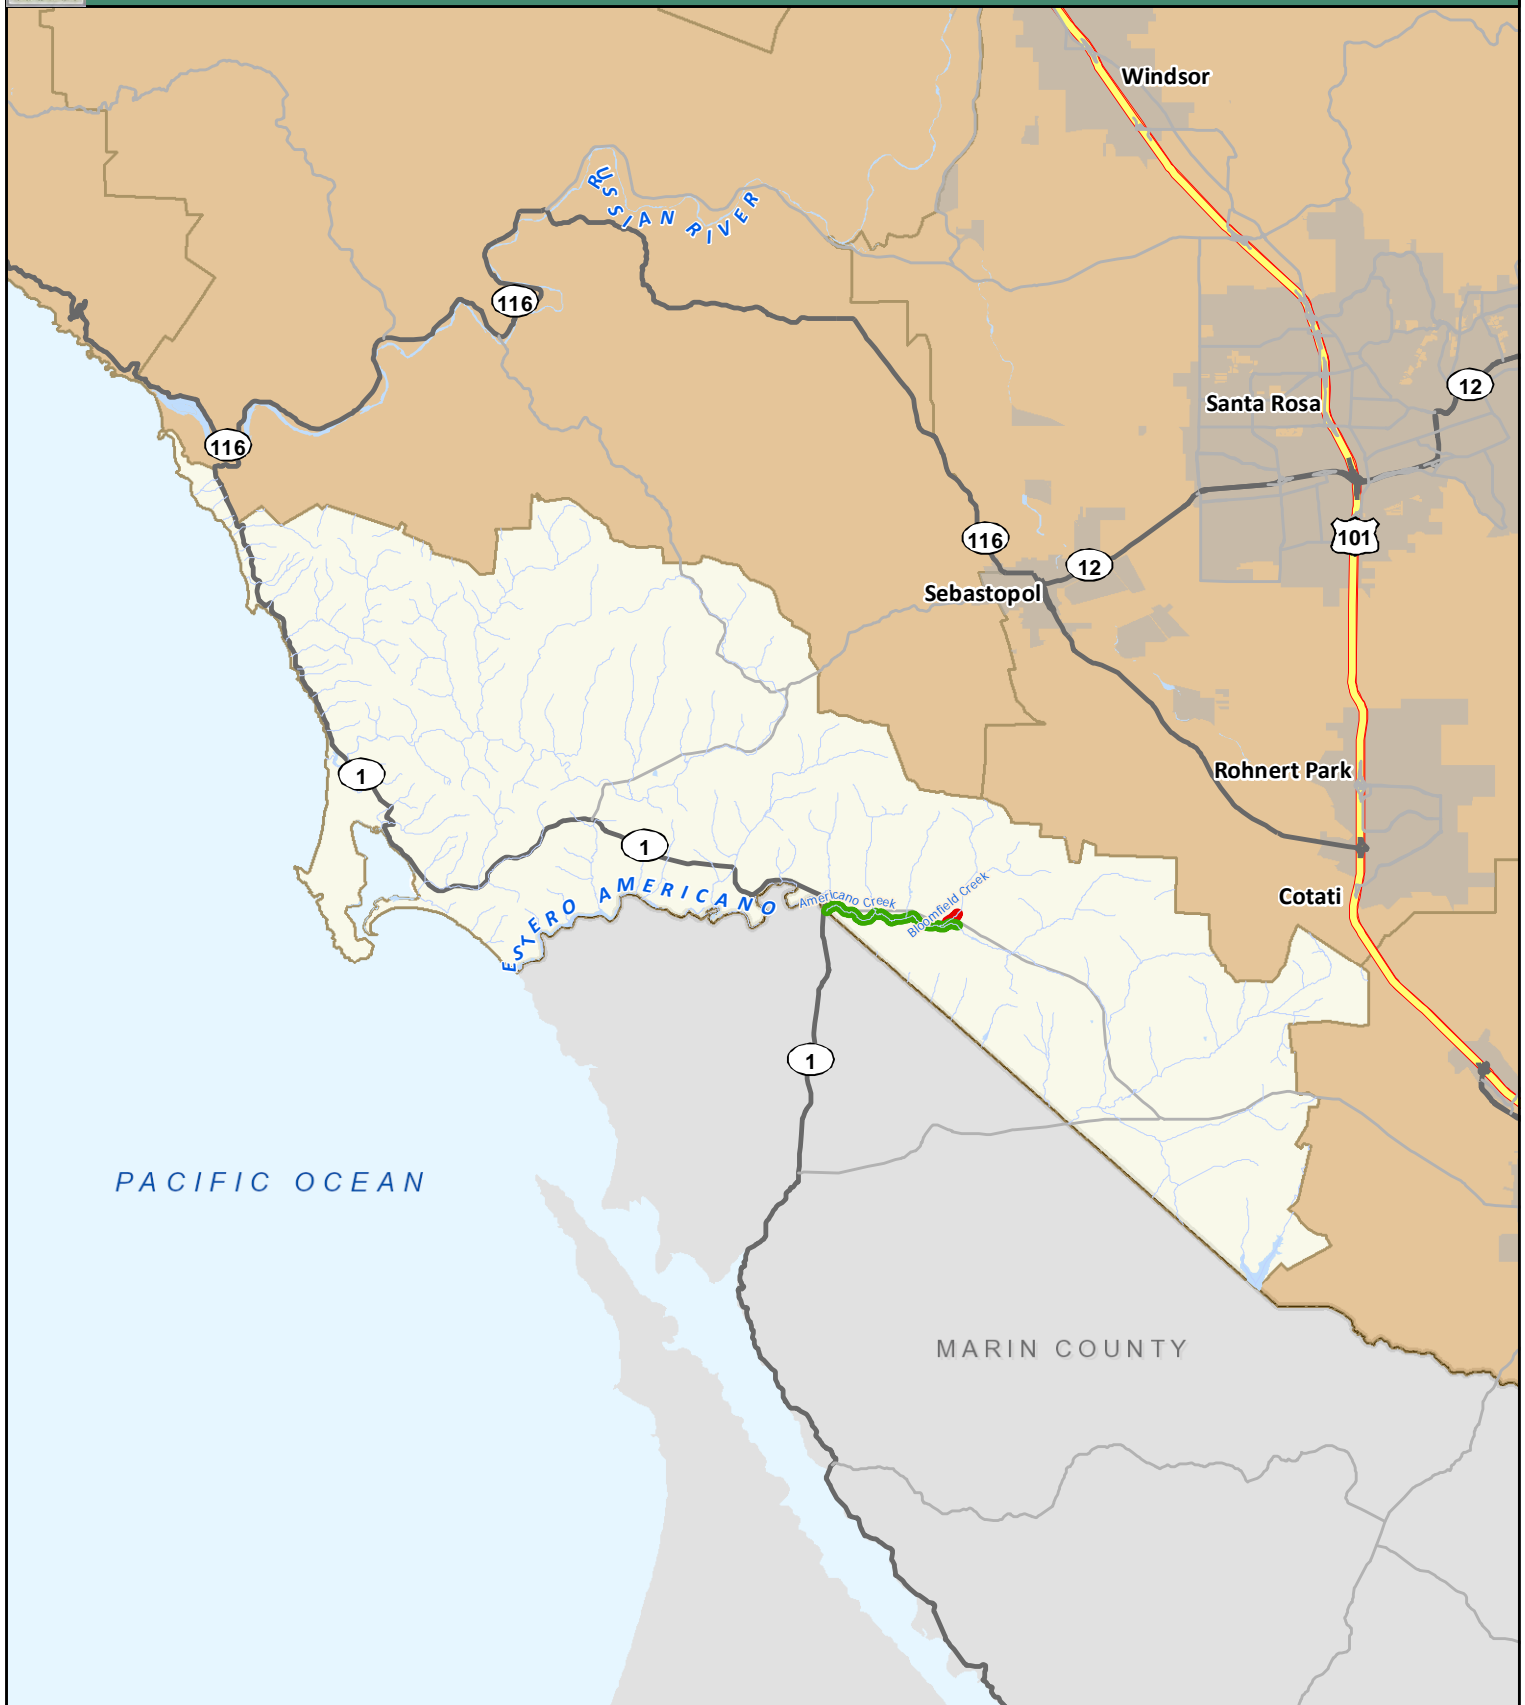 Windsor
RUSSIAN RIVER
116
12
Santa Rosa
116
101
116
12
Sebastopol
1
Rohnert Park
1
Cotati
ESTERO AMERICANO
Americano Creek
Bloomfield Creek
1
PACIFIC OCEAN
MARIN COUNTY